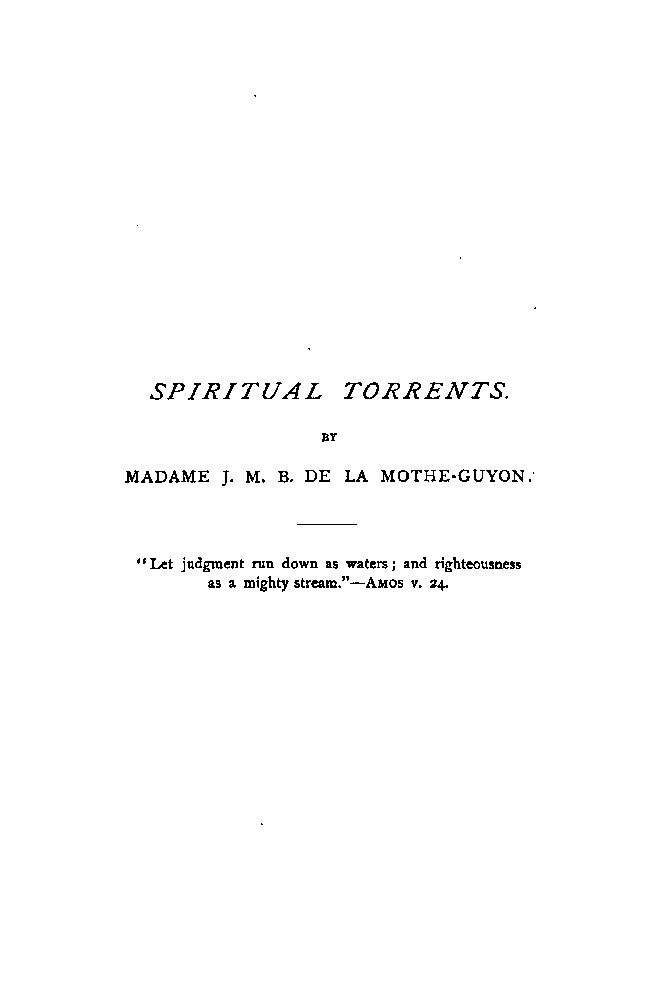 SPIRITUAL TORRENTS.
BY
MADAME J. M. B. DE LA MOTHE-GUYON.
"Let judgment run down as waters; and righteousness
as a mighty stream."—AMOS v. 24.